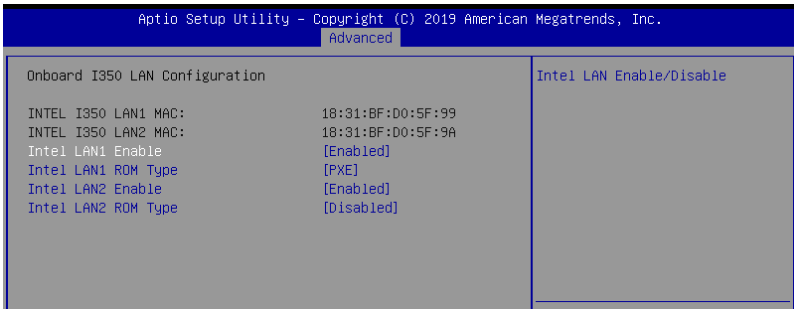 Aptio Setup Utility – Copyright (C) 2019 American Megatrends, Inc.
Advanced
Onboard I350 LAN Configuration
Intel LAN Enable/Disable
INTEL I350 LAN1 MAC: 18:31:BF:D0:5F:99
INTEL I350 LAN2 MAC: 18:31:BF:D0:5F:9A
Intel LAN1 Enable [Enabled]
Intel LAN1 ROM Type [PXE]
Intel LAN2 Enable [Enabled]
Intel LAN2 ROM Type [Disabled]